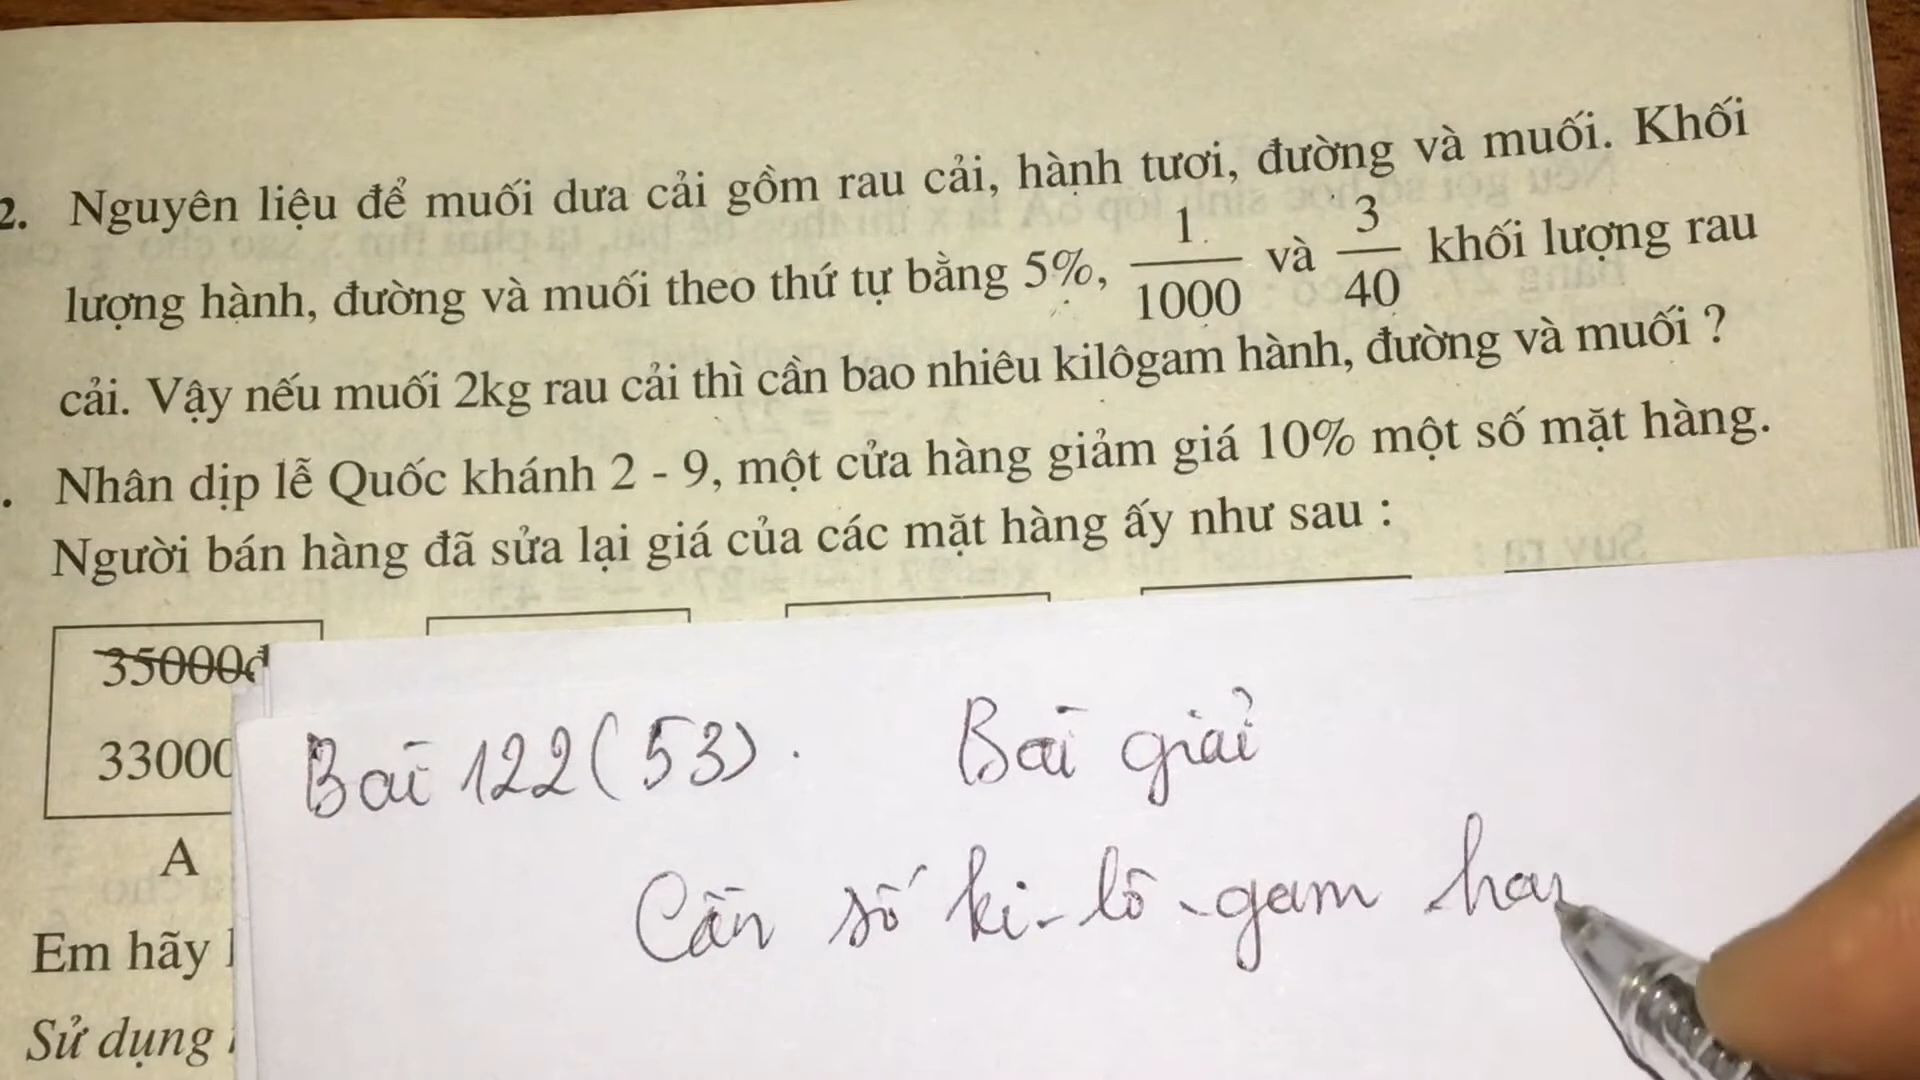 2. Nguyên liệu để muối dưa cải gồm rau cải, hành tươi, đường và muối. Khối
lượng hành, đường và muối theo thứ tự bằng 5%, 1/1000 và 3/40 khối lượng rau
cải. Vậy nếu muối 2kg rau cải thì cần bao nhiêu kilôgam hành, đường và muối ?
. Nhân dịp lễ Quốc khánh 2 - 9, một cửa hàng giảm giá 10% một số mặt hàng.
Người bán hàng đã sửa lại giá của các mặt hàng ấy như sau :
35000đ
33000
A
Em hãy
Sử dụng
Bài 122 (53). Bài giải
Cần số ki-lô-gam hàn